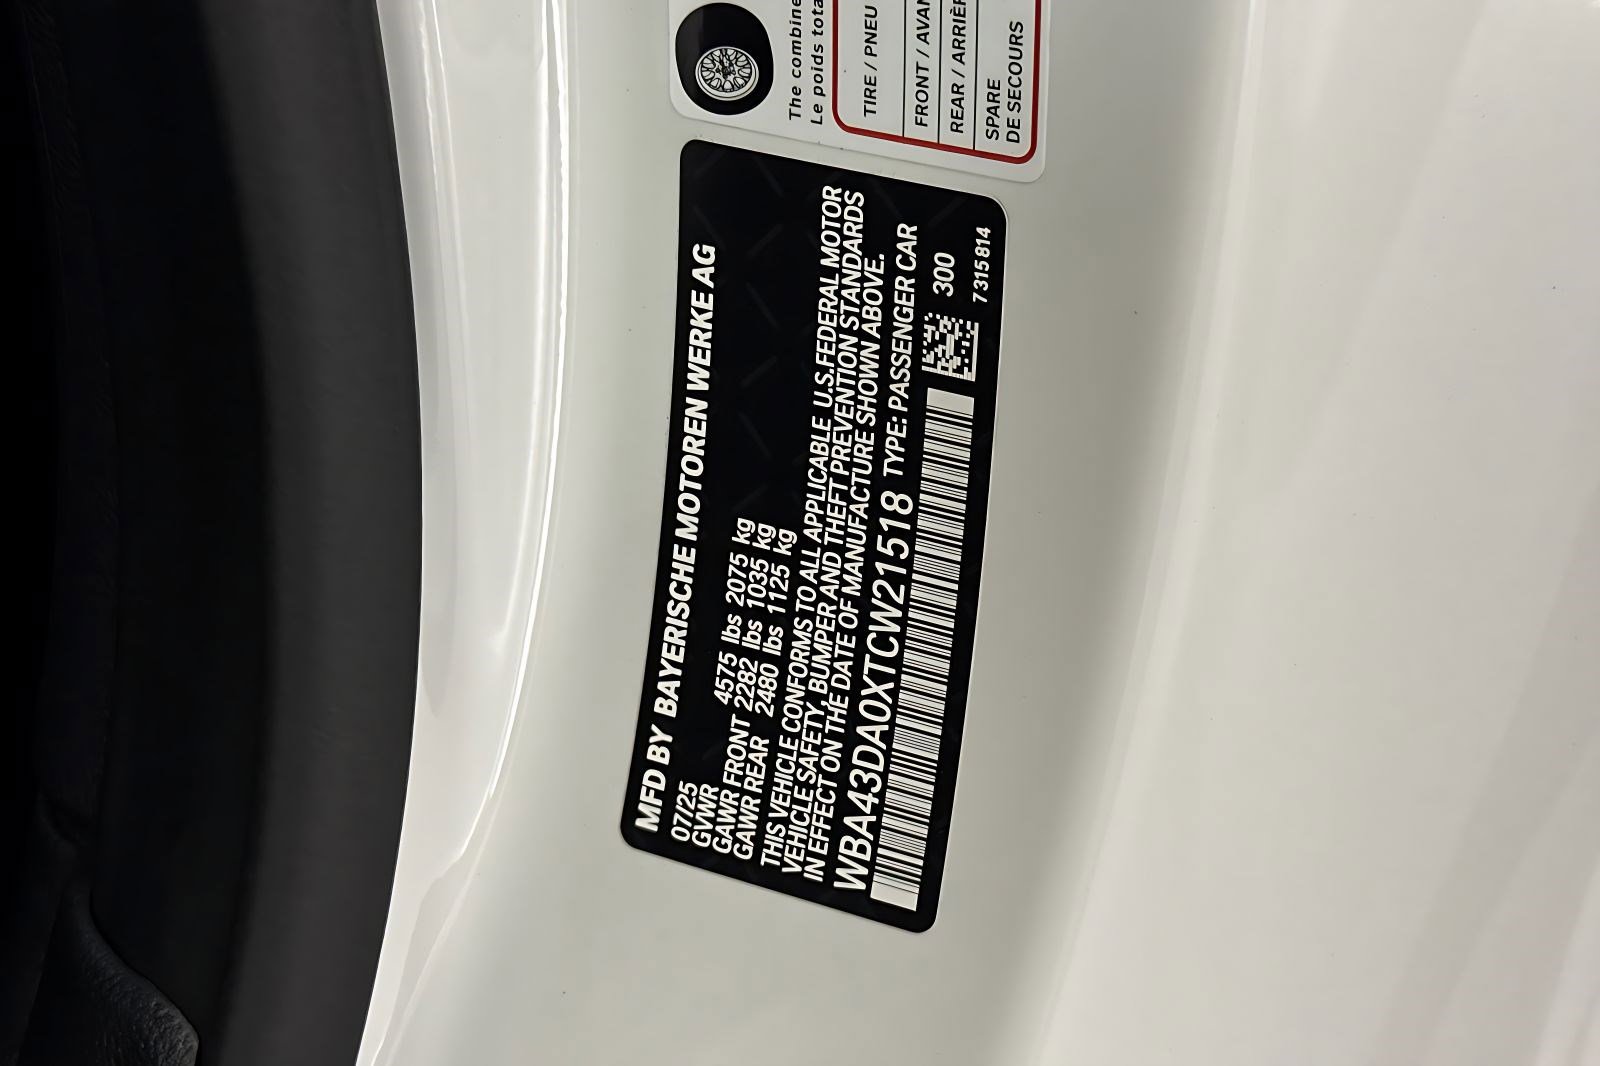 MFD BY BAYERISCHE MOTOREN WERKE AG
07/25
GVWR 4575 lbs 2075 kg
GAWR FRONT 2282 lbs 1035 kg
GAWR REAR 2480 lbs 1125 kg
THIS VEHICLE CONFORMS TO ALL APPLICABLE U.S.FEDERAL MOTOR
VEHICLE SAFETY, BUMPER AND THEFT PREVENTION STANDARDS
IN EFFECT ON THE DATE OF MANUFACTURE SHOWN ABOVE.
WBA43DA0XTCW21518 TYPE: PASSENGER CAR
300
7315814
The combine
Le poids tota
TIRE / PNEU
FRONT / AVAN
REAR / ARRIÈR
SPARE
DE SECOURS